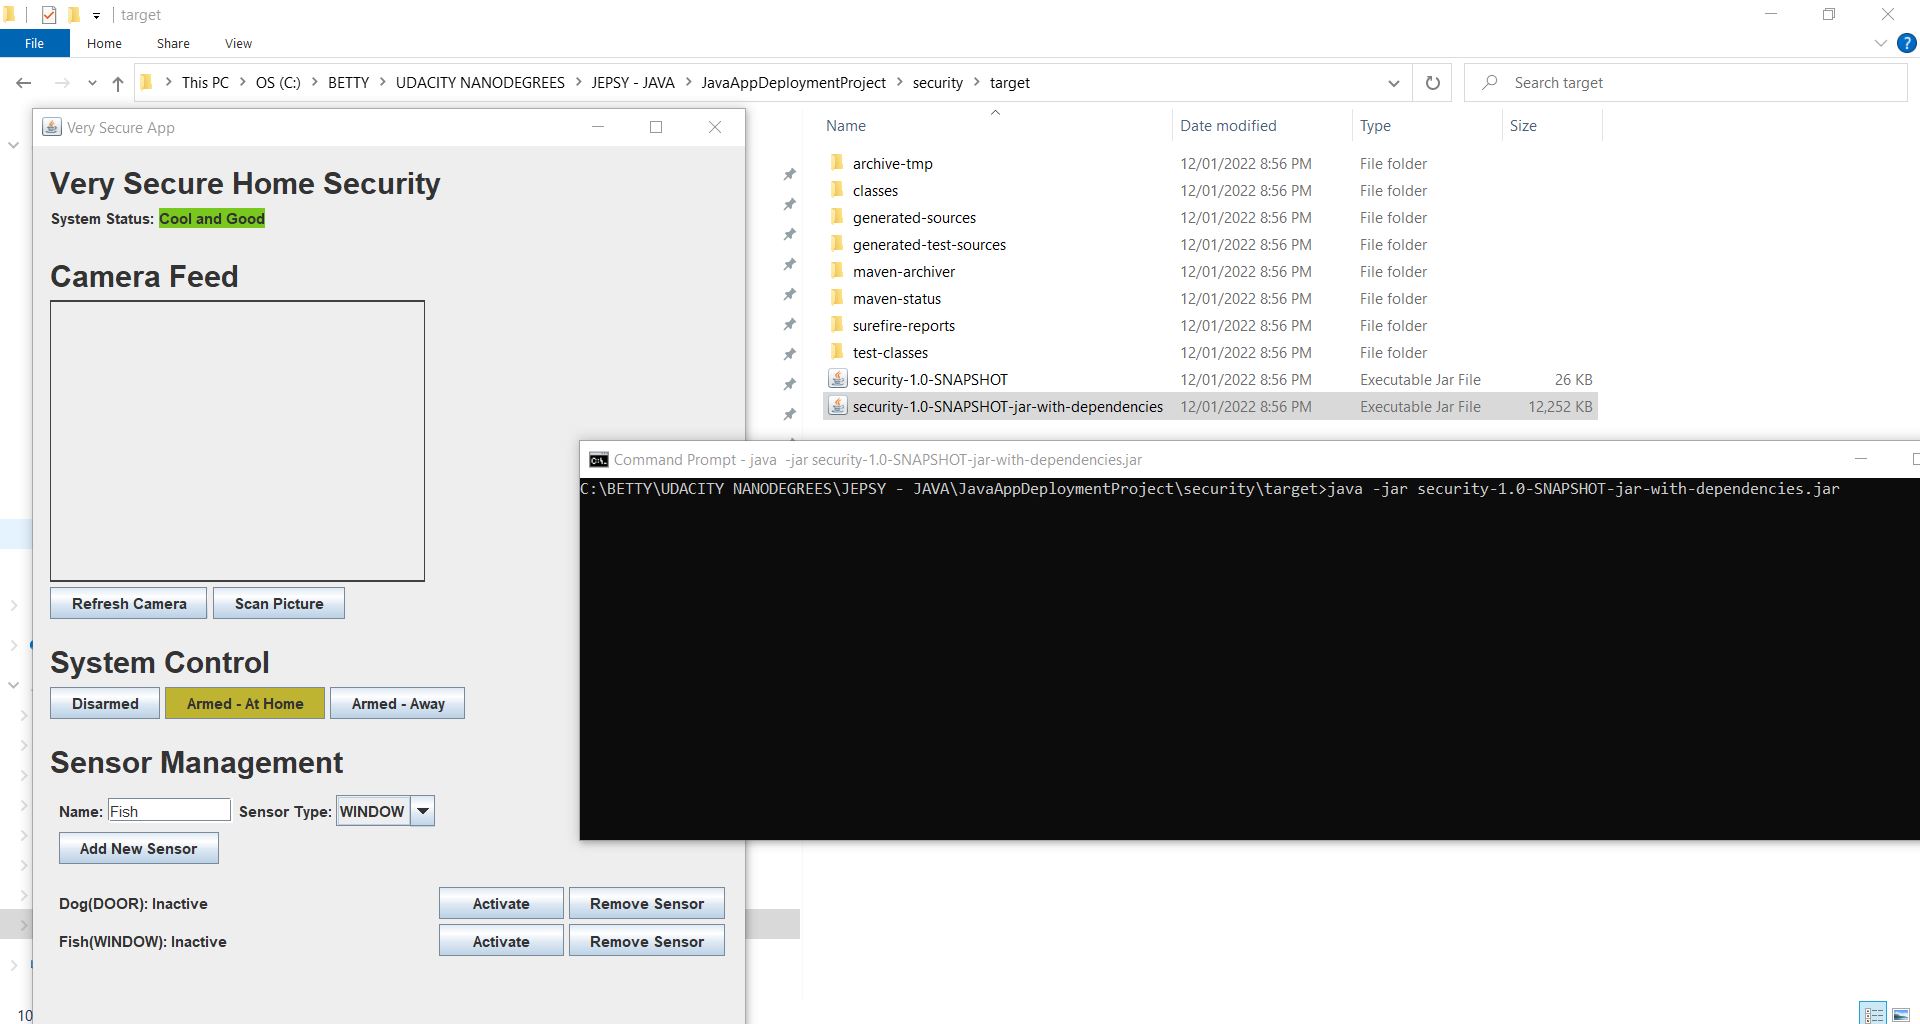 target
File Home Share View
?
This PC > OS (C:) > BETTY > UDACITY NANODEGREES > JEPSY - JAVA > JavaAppDeploymentProject > security > target
Search target
Very Secure App
Very Secure Home Security
System Status: Cool and Good
Camera Feed
Refresh Camera Scan Picture
System Control
Disarmed Armed - At Home Armed - Away
Sensor Management
Name: Fish Sensor Type: WINDOW
Add New Sensor
Dog(DOOR): Inactive Activate Remove Sensor
Fish(WINDOW): Inactive Activate Remove Sensor
10
Name Date modified Type Size
archive-tmp 12/01/2022 8:56 PM File folder
classes 12/01/2022 8:56 PM File folder
generated-sources 12/01/2022 8:56 PM File folder
generated-test-sources 12/01/2022 8:56 PM File folder
maven-archiver 12/01/2022 8:56 PM File folder
maven-status 12/01/2022 8:56 PM File folder
surefire-reports 12/01/2022 8:56 PM File folder
test-classes 12/01/2022 8:56 PM File folder
security-1.0-SNAPSHOT 12/01/2022 8:56 PM Executable Jar File 26 KB
security-1.0-SNAPSHOT-jar-with-dependencies 12/01/2022 8:56 PM Executable Jar File 12,252 KB
Command Prompt - java -jar security-1.0-SNAPSHOT-jar-with-dependencies.jar
C:\BETTY\UDACITY NANODEGREES\JEPSY - JAVA\JavaAppDeploymentProject\security\target>java -jar security-1.0-SNAPSHOT-jar-with-dependencies.jar